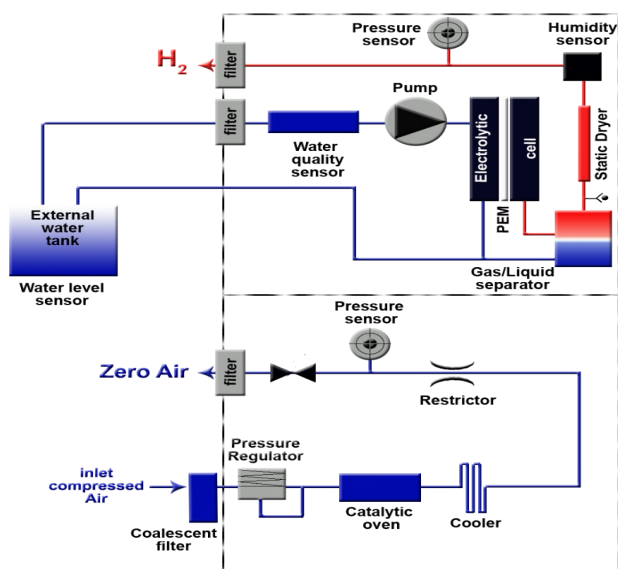 Pressure
sensor
Humidity
sensor
H2
filter
Pump
filter
Water
quality
sensor
Electrolytic
PEM
cell
Static Dryer
External
water
tank
Water level
sensor
Gas/Liquid
separator
Pressure
sensor
Zero Air
filter
Restrictor
Pressure
Regulator
inlet
compressed
Air
Coalescent
filter
Catalytic
oven
Cooler